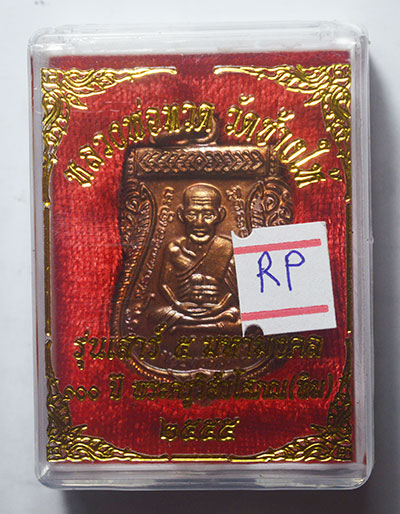 หลวงพ่อทวด วัดช้างให้
RP
รุ่นเสาร์ ๕ มหามงคล
๑๐๐ ปี พระครูวิสัยโสภณ(ทิม)
๒๕๕๕